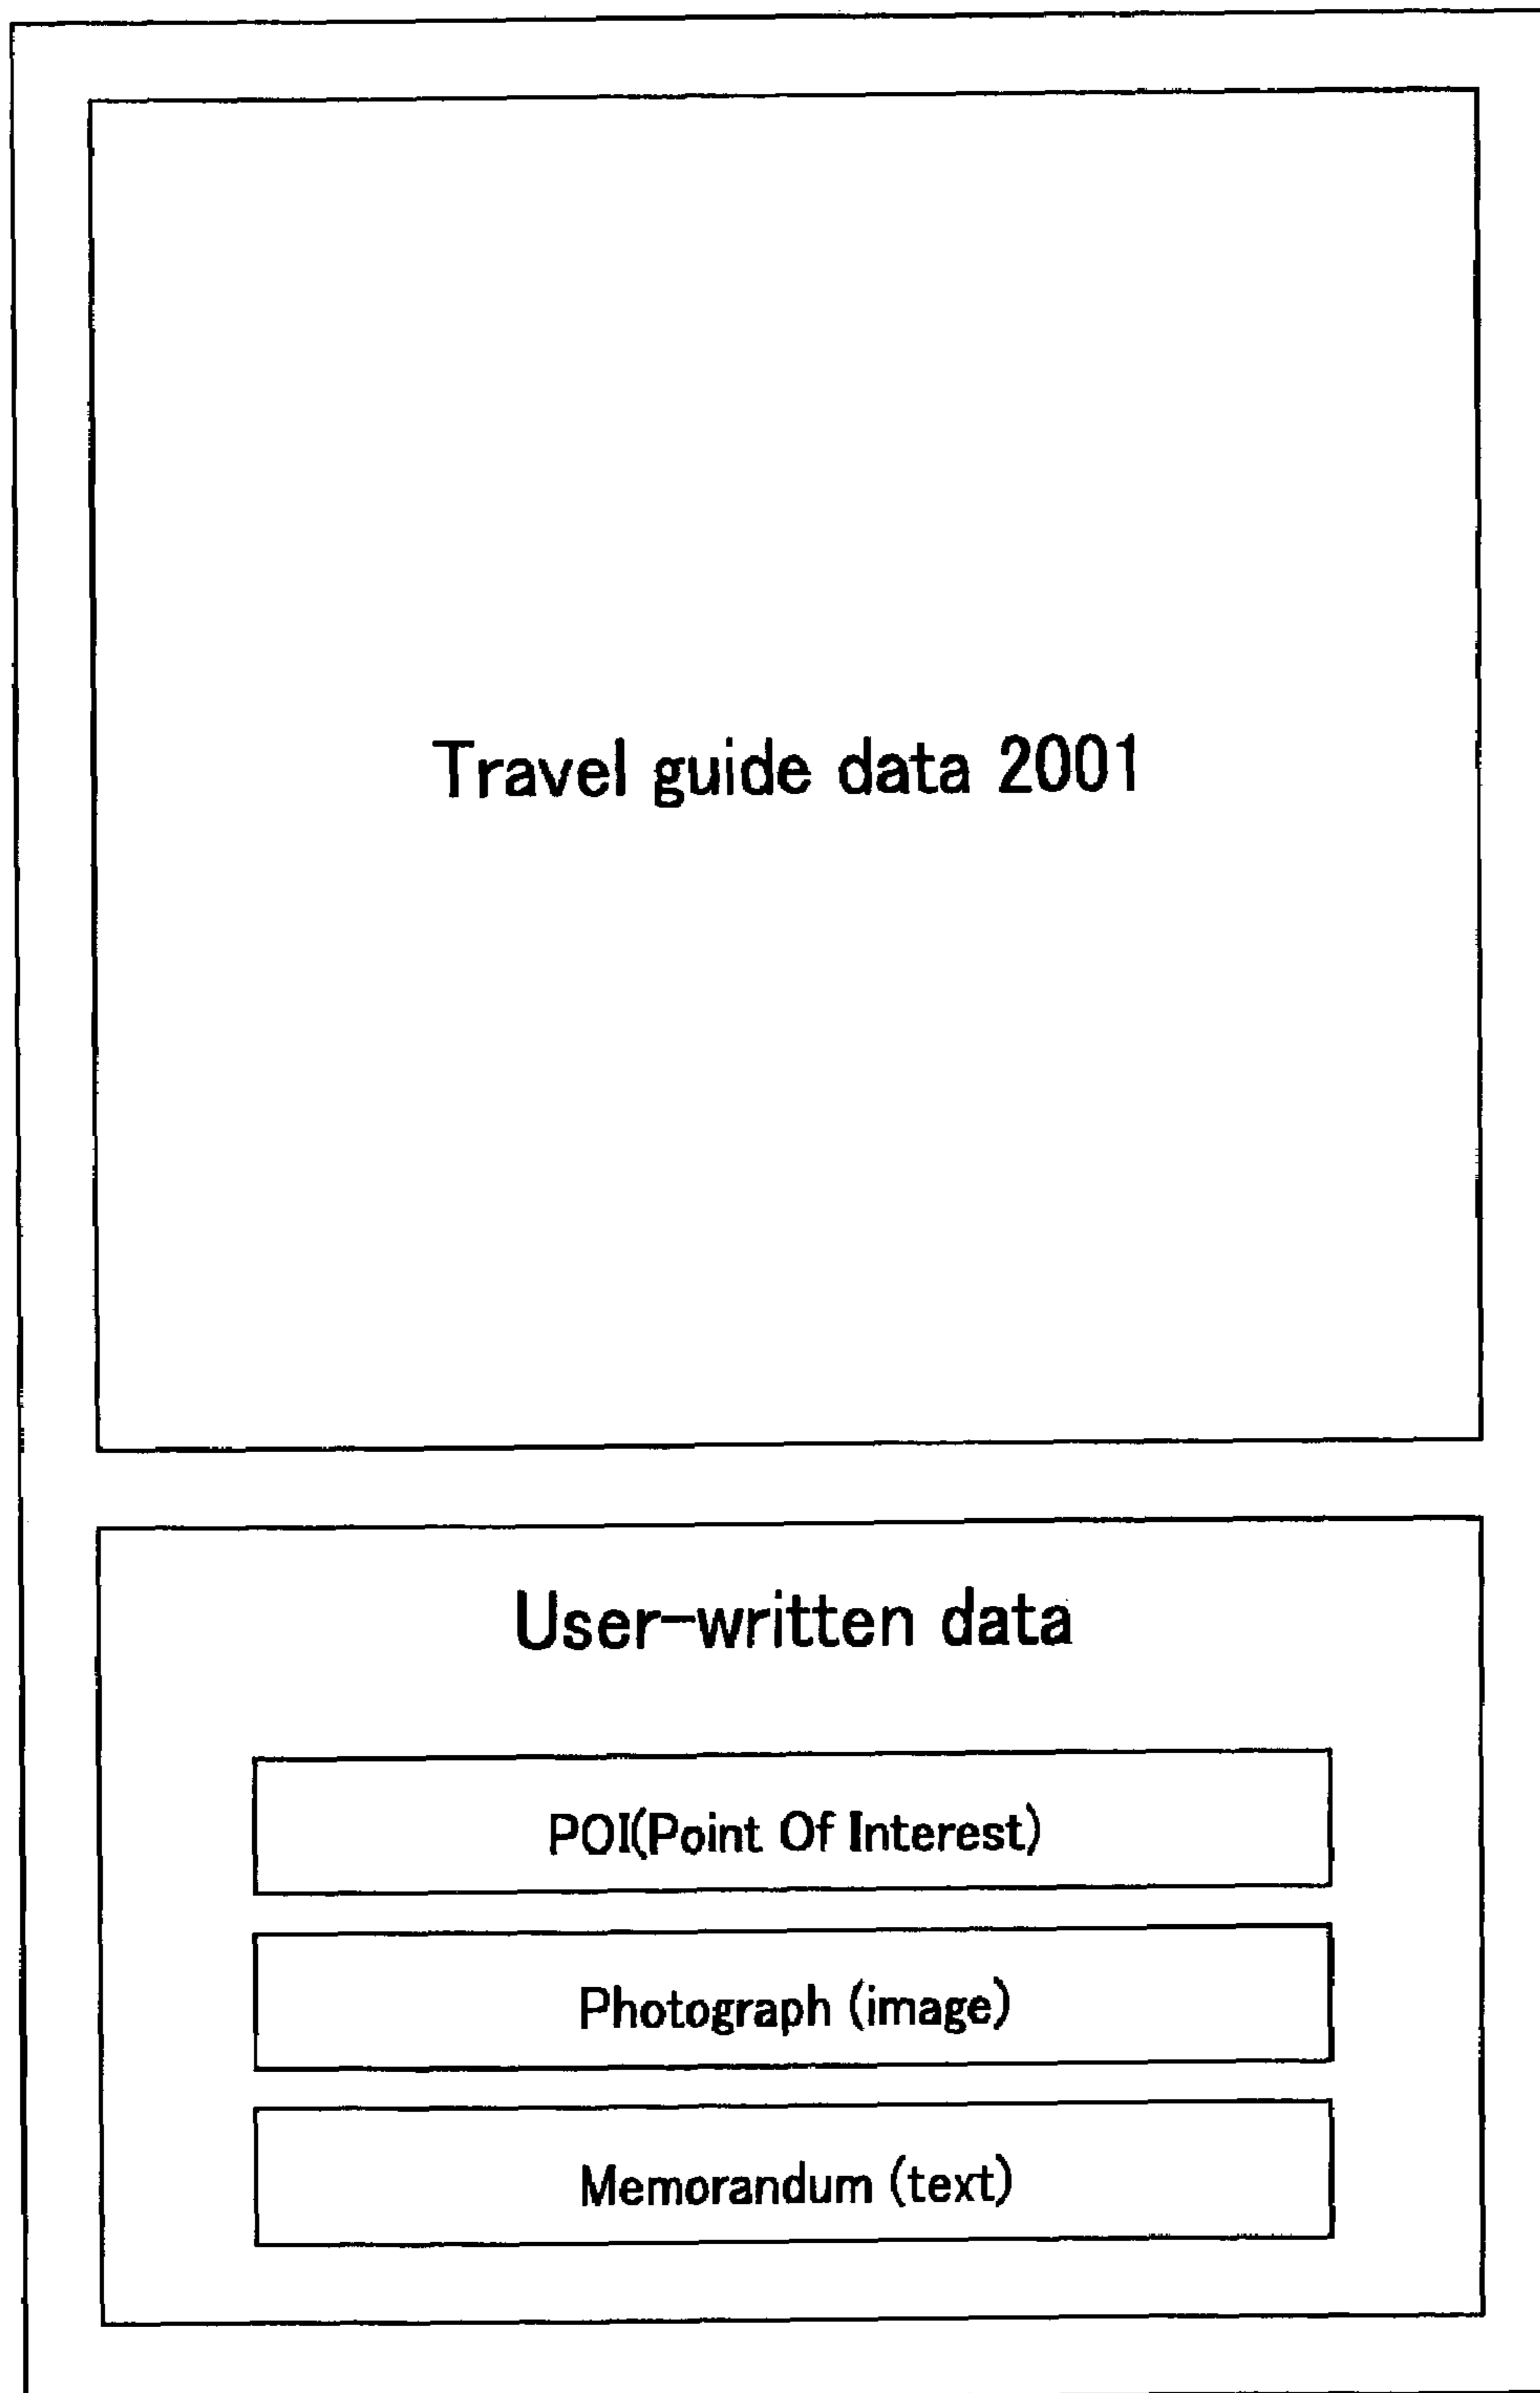 Travel guide data 2001
User-written data
POI(Point Of Interest)
Photograph (image)
Memorandum (text)